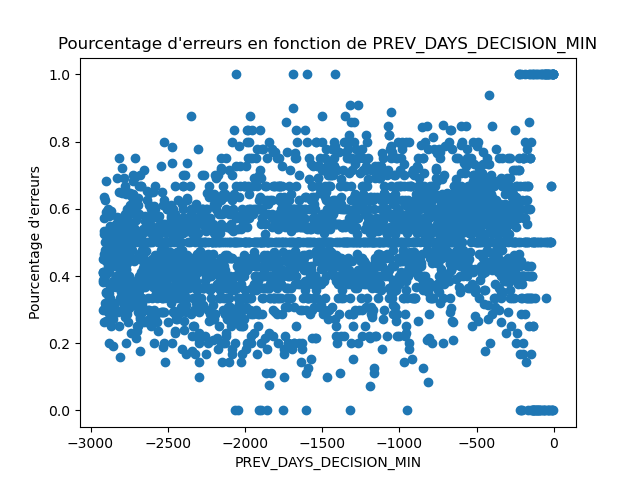 Pourcentage d'erreurs en fonction de PREV_DAYS_DECISION_MIN
1.0
0.8
0.6
0.4
0.2
0.0
Pourcentage d'erreurs
−3000 −2500 −2000 −1500 −1000 −500 0
PREV_DAYS_DECISION_MIN